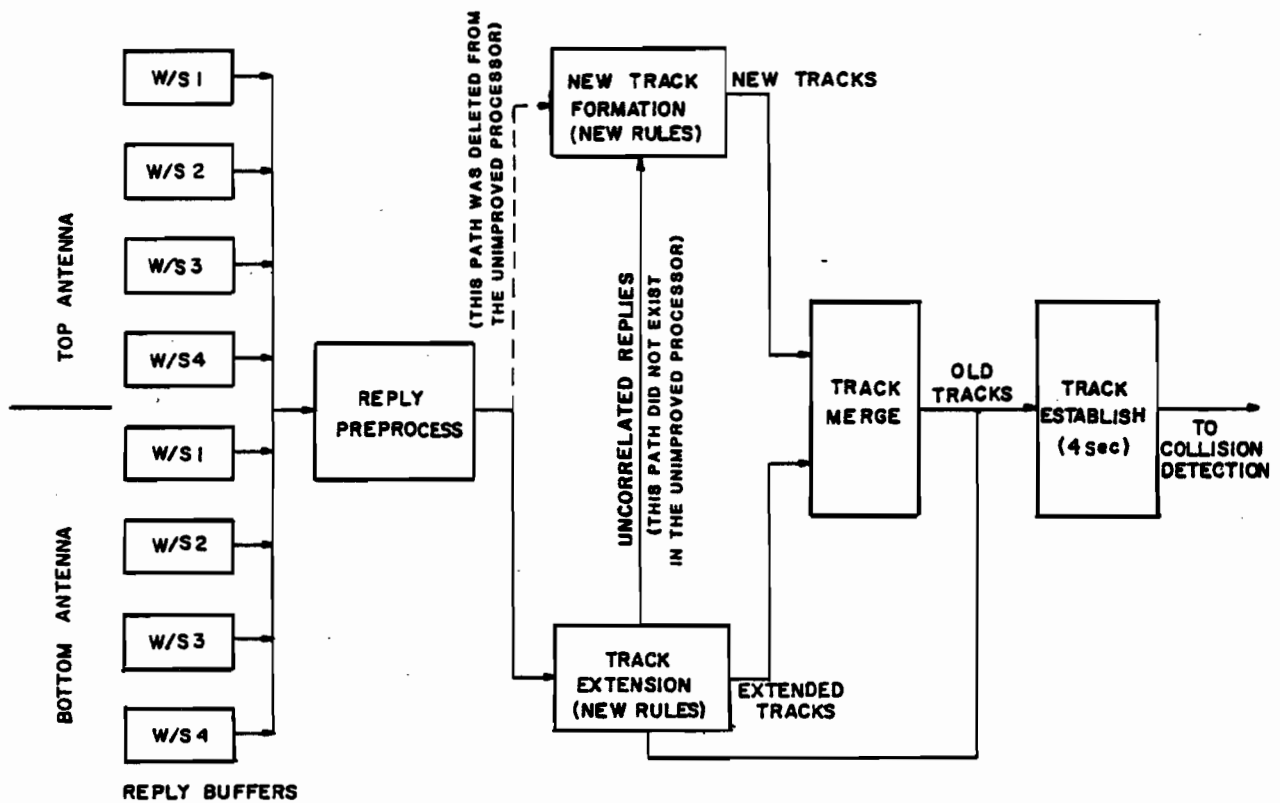 TOP ANTENNA
BOTTOM ANTENNA
W/S 1
W/S 2
W/S 3
W/S 4
W/S 1
W/S 2
W/S 3
W/S 4
REPLY BUFFERS
REPLY
PREPROCESS
(THIS PATH WAS DELETED FROM
THE UNIMPROVED PROCESSOR)
NEW TRACK
FORMATION
(NEW RULES)
NEW TRACKS
UNCORRELATED REPLIES
(THIS PATH DID NOT EXIST
IN THE UNIMPROVED PROCESSOR)
TRACK
EXTENSION
(NEW RULES)
EXTENDED
TRACKS
TRACK
MERGE
OLD
TRACKS
TRACK
ESTABLISH
(4 Sec)
TO
COLLISION
DETECTION